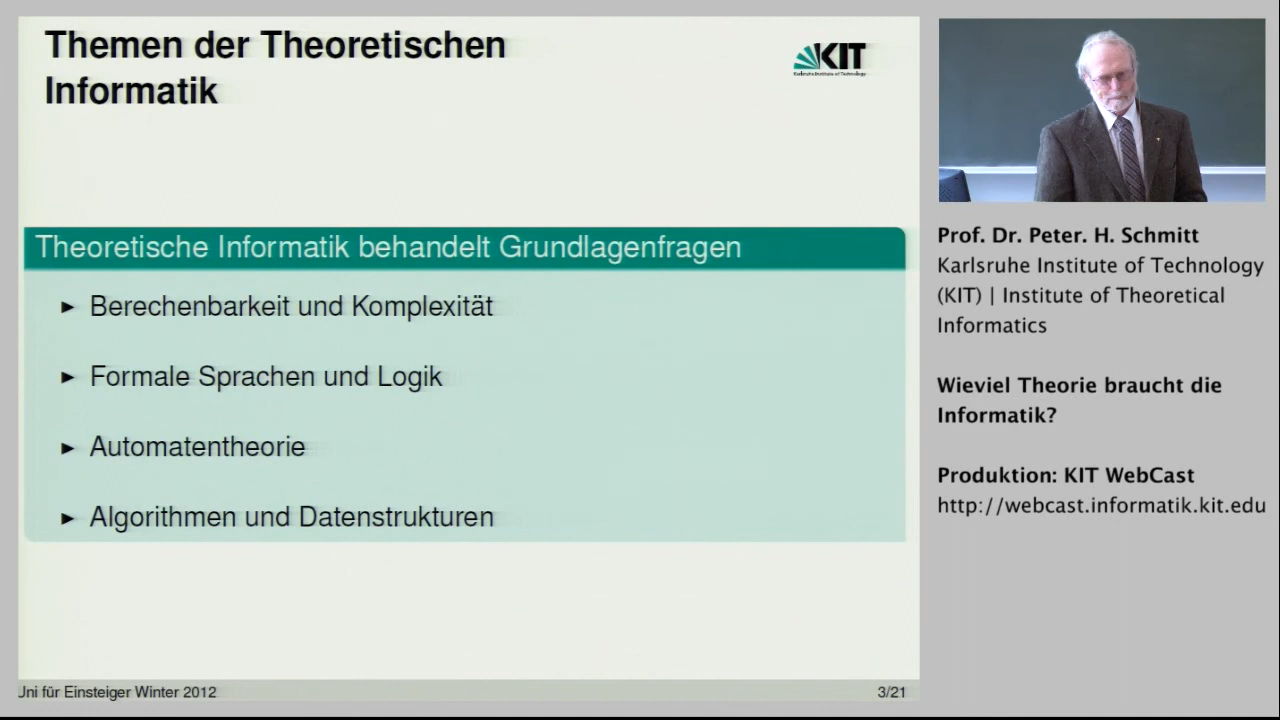 Themen der Theoretischen
Informatik
KIT
Karlsruhe Institute of Technology
Theoretische Informatik behandelt Grundlagenfragen
► Berechenbarkeit und Komplexität
► Formale Sprachen und Logik
► Automatentheorie
► Algorithmen und Datenstrukturen
Uni für Einsteiger Winter 2012
3/21
Prof. Dr. Peter. H. Schmitt
Karlsruhe Institute of Technology
(KIT) | Institute of Theoretical
Informatics
Wieviel Theorie braucht die
Informatik?
Produktion: KIT WebCast
http://webcast.informatik.kit.edu